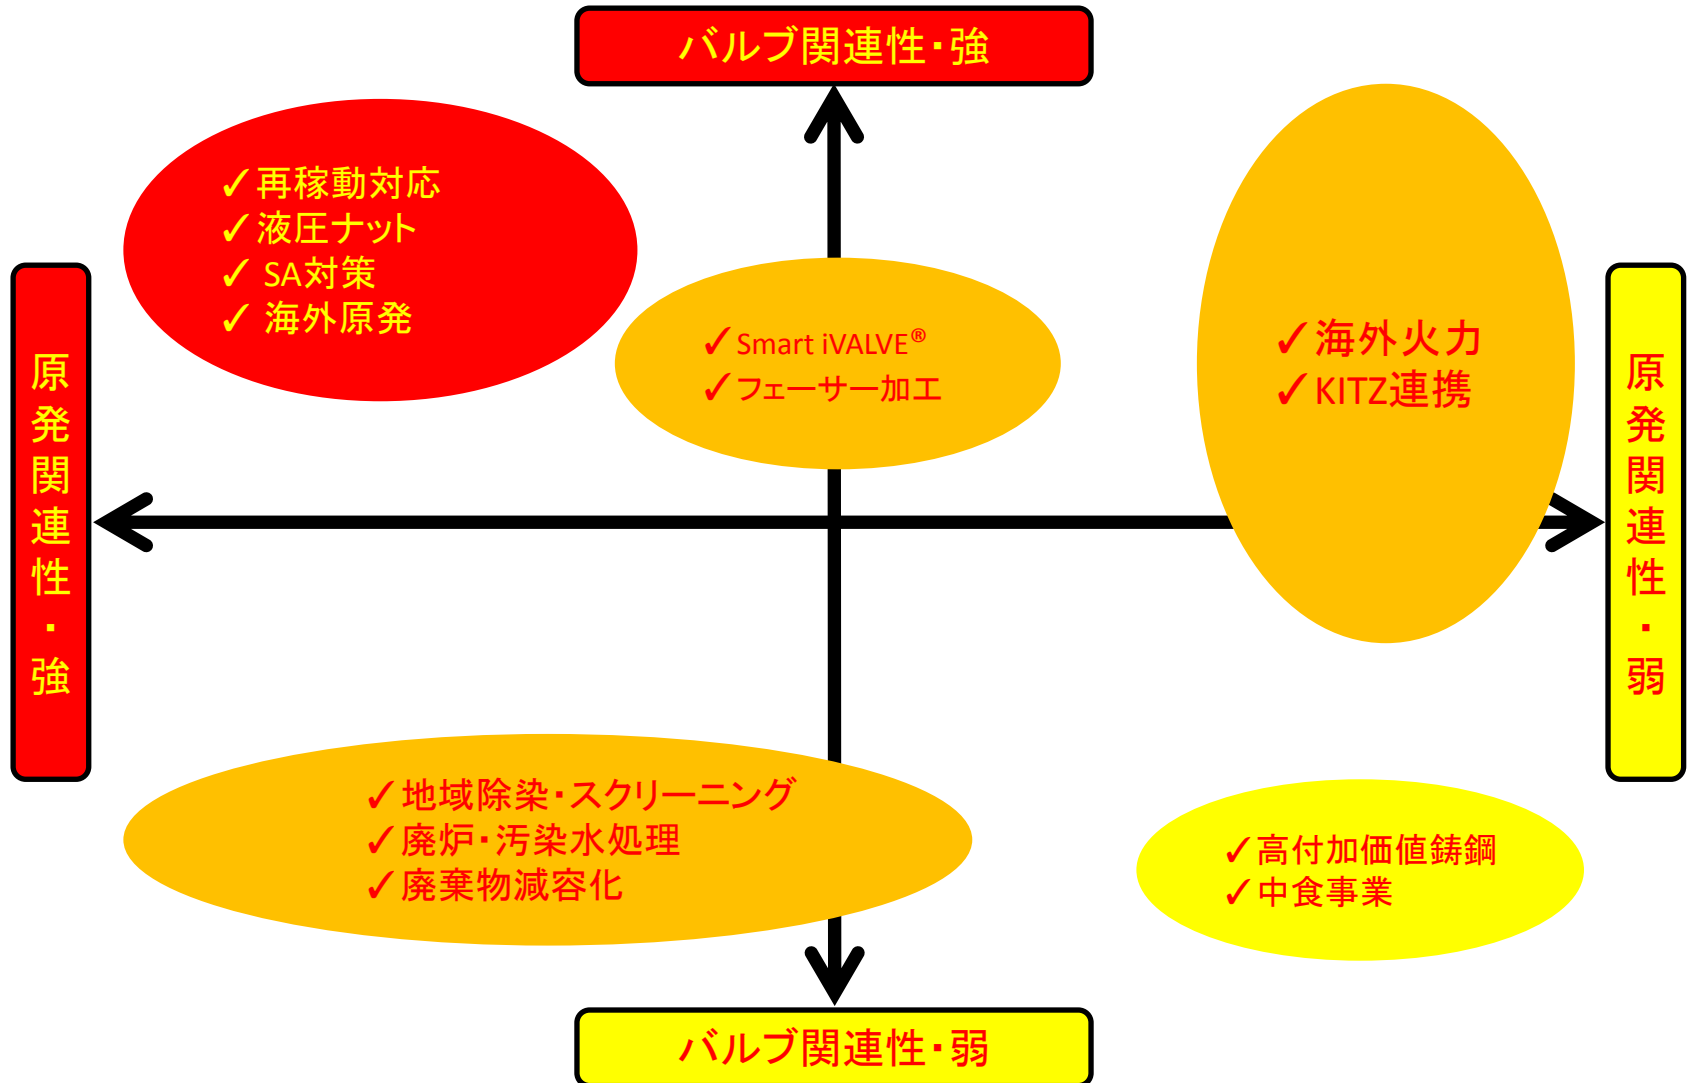 バルブ関連性・強
✓再稼動対応
✓液圧ナット
✓ SA対策
✓ 海外原発
✓Smart iVALVE®
✓フェーサー加工
✓海外火力
✓KITZ連携
原発関連性・強
原発関連性・弱
✓地域除染・スクリーニング
✓廃炉・汚染水処理
✓廃棄物減容化
✓高付加価値鋳鋼
✓中食事業
バルブ関連性・弱